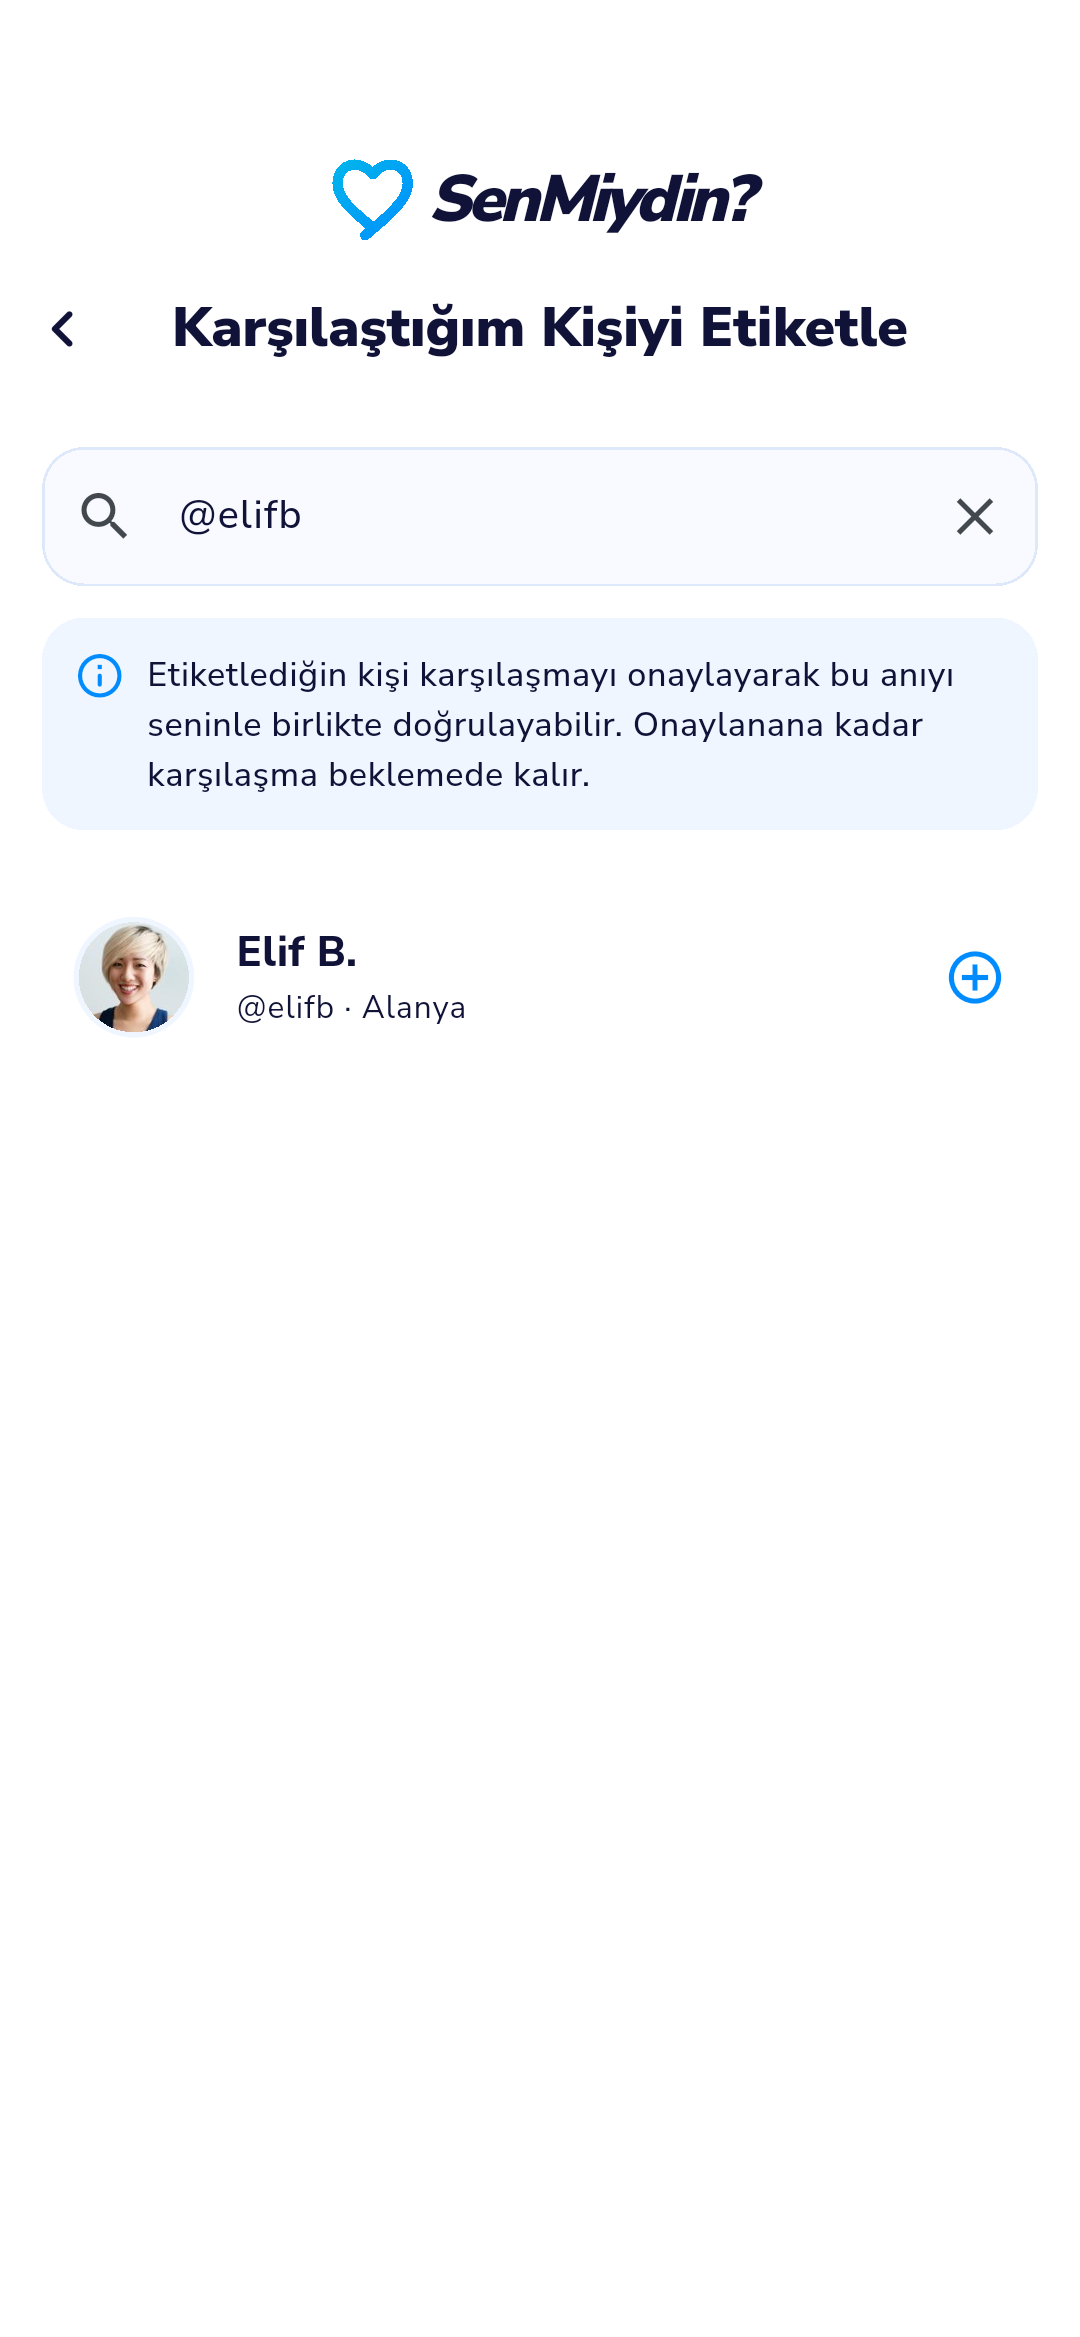 SenMiydin?
Karşılaştığım Kişiyi Etiketle
@elifb
Etiketlediğin kişi karşılaşmayı onaylayarak bu anıyı
seninle birlikte doğrulayabilir. Onaylanana kadar
karşılaşma beklemede kalır.
Elif B.
@elifb · Alanya